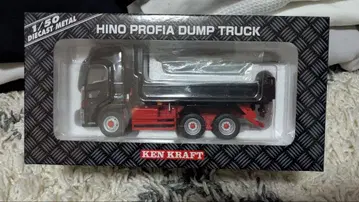 1/50
DIECAST METAL
HINO PROFIA DUMP TRUCK
KEN KRAFT